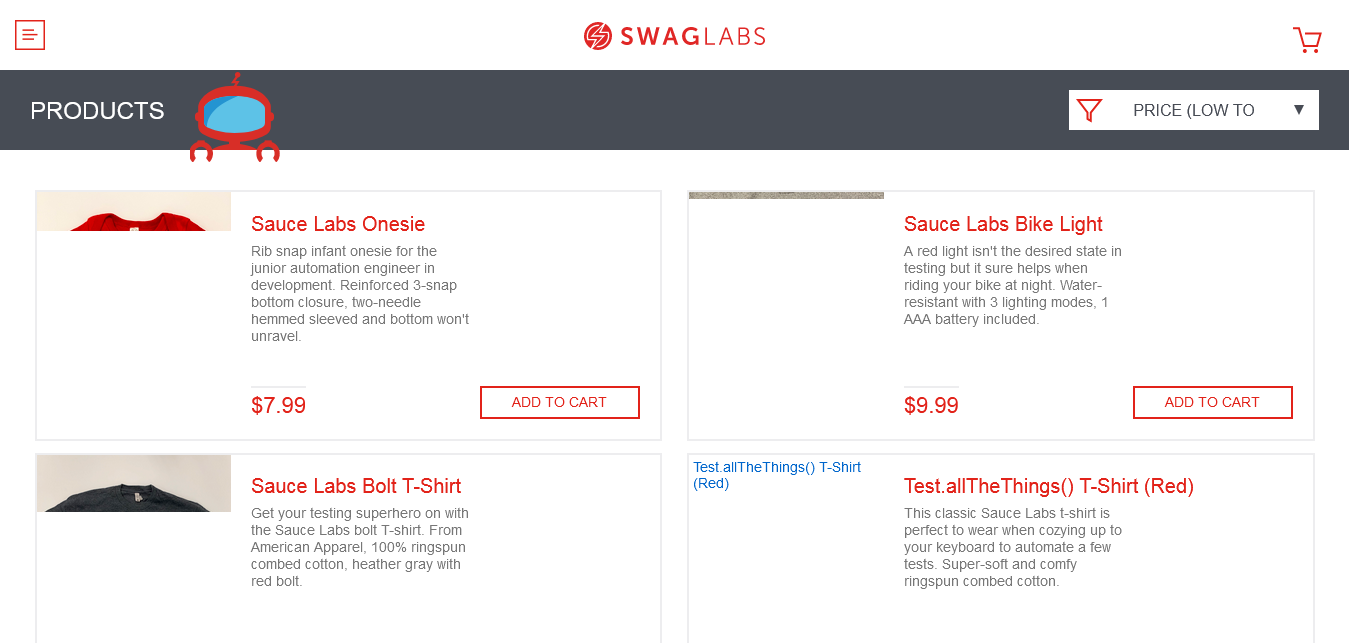 SWAGLABS
PRODUCTS
PRICE (LOW TO
Sauce Labs Onesie
Rib snap infant onesie for the
junior automation engineer in
development. Reinforced 3-snap
bottom closure, two-needle
hemmed sleeved and bottom won't
unravel.
$7.99
ADD TO CART
Sauce Labs Bike Light
A red light isn't the desired state in
testing but it sure helps when
riding your bike at night. Water-
resistant with 3 lighting modes, 1
AAA battery included.
$9.99
ADD TO CART
Sauce Labs Bolt T-Shirt
Get your testing superhero on with
the Sauce Labs bolt T-shirt. From
American Apparel, 100% ringspun
combed cotton, heather gray with
red bolt.
Test.allTheThings() T-Shirt
(Red)
Test.allTheThings() T-Shirt (Red)
This classic Sauce Labs t-shirt is
perfect to wear when cozying up to
your keyboard to automate a few
tests. Super-soft and comfy
ringspun combed cotton.